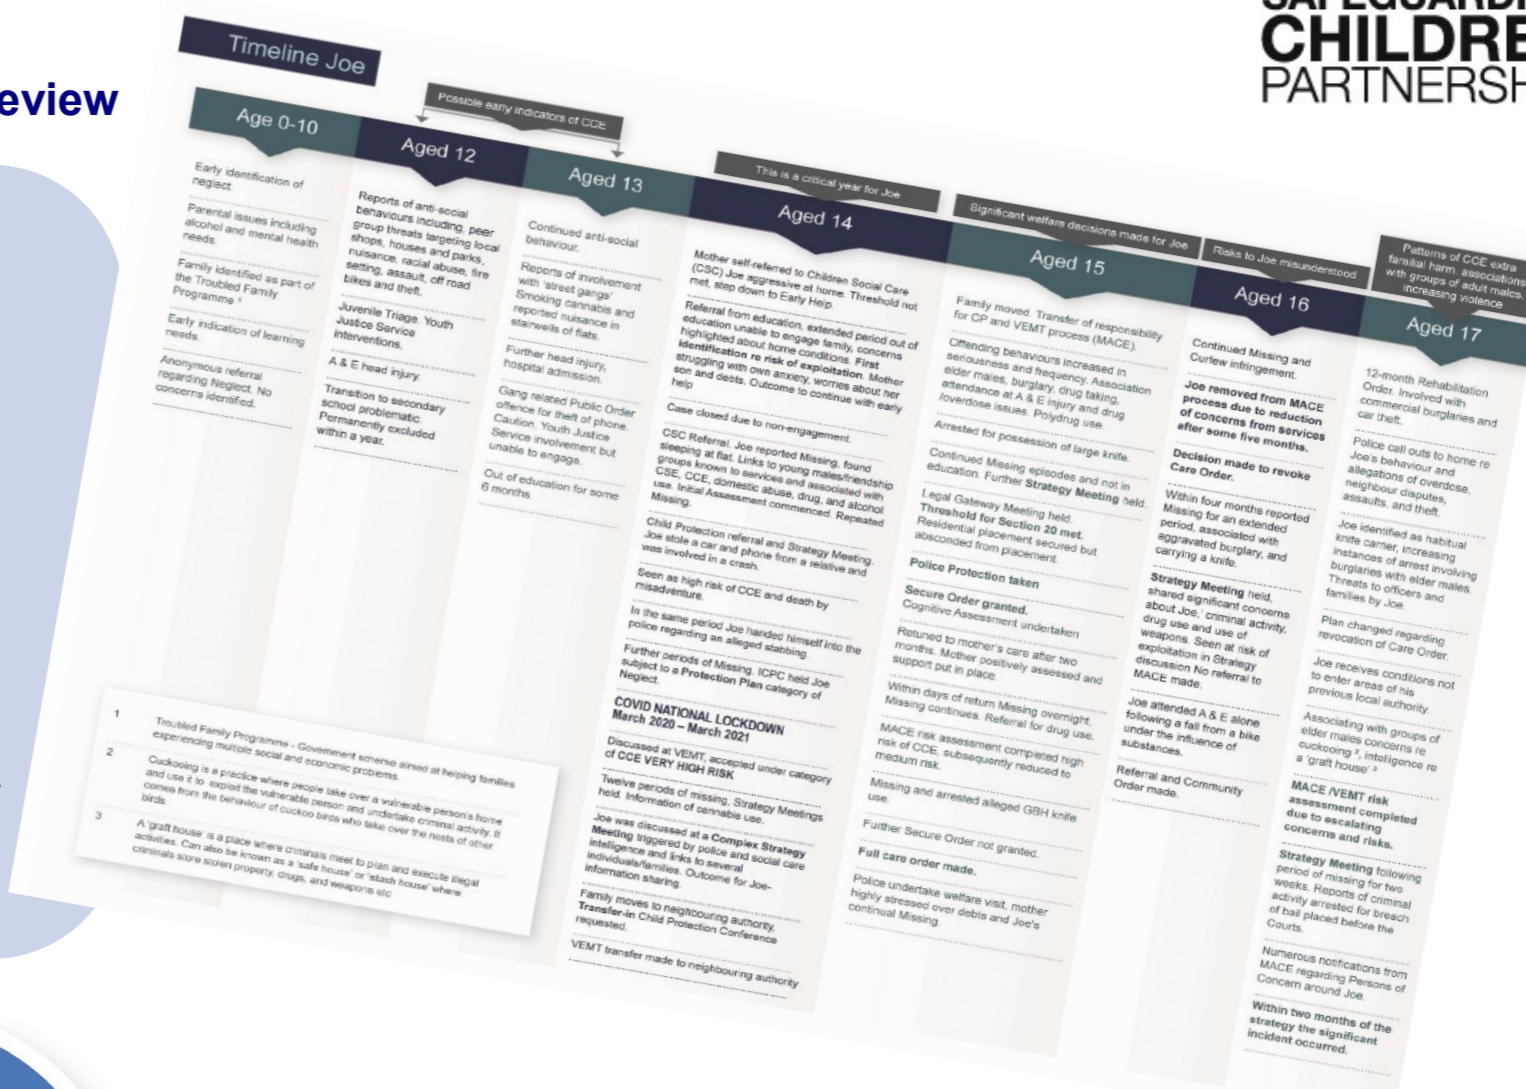 eview
SAFEGUARDI
CHILDRE
PARTNERSH
Timeline Joe
Possible early indicators of CCE
Age 0-10
Early identification of
neglect.
Parental issues including
alcohol and mental health
needs.
Family identified as part of
the Troubled Family
Programme ¹
Early indication of learning
needs.
Anonymous referral
regarding Neglect. No
concerns identified.
Aged 12
Reports of anti-social
behaviours including, peer
group threats targeting local
shops, houses and parks,
nuisance, racial abuse, fire
setting, assault, off road
bikes and theft.
Juvenile Triage. Youth
Justice Service
interventions.
A & E head injury.
Transition to secondary
school problematic.
Permanently excluded
within a year.
Aged 13
Continued anti-social
behaviour.
Reports of involvement
with 'street gangs'
Smoking cannabis and
reported nuisance in
stairwells of flats.
Further head injury,
hospital admission.
Gang related Public Order
offence for theft of phone.
Caution. Youth Justice
Service involvement but
unable to engage.
Out of education for some
6 months.
This is a critical year for Joe
Aged 14
Mother self-referred to Children Social Care
(CSC) Joe aggressive at home. Threshold not
met, step down to Early Help.
Referral from education, extended period out of
education unable to engage family, concerns
highlighted about home conditions. First
identification re risk of exploitation. Mother
struggling with own anxiety, worries about her
son and debts. Outcome to continue with early
help
Case closed due to non-engagement.
CSC Referral. Joe reported Missing, found
sleeping at flat. Links to young males/friendship
groups known to services and associated with
CSE, CCE, domestic abuse, drug, and alcohol
use. Initial Assessment commenced. Repeated
Missing.
Child Protection referral and Strategy Meeting.
Joe stole a car and phone from a relative and
was involved in a crash.
Seen as high risk of CCE and death by
misadventure.
In the same period Joe handed himself into the
police regarding an alleged stabbing.
Further periods of Missing. ICPC held Joe
subject to a Protection Plan category of
Neglect.
COVID NATIONAL LOCKDOWN
March 2020 – March 2021
Discussed at VEMT, accepted under category
of CCE VERY HIGH RISK
Twelve periods of missing, Strategy Meetings
held. Information of cannabis use.
Joe was discussed at a Complex Strategy
Meeting triggered by police and social care
intelligence and links to several
individuals/families. Outcome for Joe-
information sharing.
Family moves to neighbouring authority,
Transfer-in Child Protection Conference
requested.
VEMT transfer made to neighbouring authority
Significant welfare decisions made for Joe
Aged 15
Family moved. Transfer of responsibility
for CP and VEMT process (MACE).
Offending behaviours increased in
seriousness and frequency. Association
elder males, burglary, drug taking,
attendance at A & E injury and drug
/overdose issues. Polydrug use.
Arrested for possession of large knife.
Continued Missing episodes and not in
education. Further Strategy Meeting held.
Legal Gateway Meeting held.
Threshold for Section 20 met.
Residential placement secured but
absconded from placement.
Police Protection taken
Secure Order granted.
Cognitive Assessment undertaken
Retuned to mother's care after two
months. Mother positively assessed and
support put in place.
Within days of return Missing overnight.
Missing continues. Referral for drug use.
MACE risk assessment completed high
risk of CCE, subsequently reduced to
medium risk.
Missing and arrested alleged GBH knife
use.
Further Secure Order not granted.
Full care order made.
Police undertake welfare visit, mother
highly stressed over debts and Joe's
continual Missing.
Risks to Joe misunderstood
Aged 16
Continued Missing and
Curfew infringement.
Joe removed from MACE
process due to reduction
of concerns from services
after some five months.
Decision made to revoke
Care Order.
Within four months reported
Missing for an extended
period, associated with
aggravated burglary, and
carrying a knife.
Strategy Meeting held,
shared significant concerns
about Joe,' criminal activity,
drug use and use of
weapons. Seen at risk of
exploitation in Strategy
discussion No referral to
MACE made.
Joe attended A & E alone
following a fall from a bike
under the influence of
substances.
Referral and Community
Order made.
Patterns of CCE extra
familial harm, associations
with groups of adult males,
increasing violence
Aged 17
12-month Rehabilitation
Order. Involved with
commercial burglaries and
car theft.
Police call outs to home re
Joe's behaviour and
allegations of overdose,
neighbour disputes,
assaults, and theft.
Joe identified as habitual
knife carrier, increasing
instances of arrest involving
burglaries with elder males.
Threats to officers and
families by Joe.
Plan changed regarding
revocation of Care Order.
Joe receives conditions not
to enter areas of his
previous local authority.
Associating with groups of
elder males concerns re
cuckooing ², intelligence re
a 'graft house' ³
MACE /VEMT risk
assessment completed
due to escalating
concerns and risks.
Strategy Meeting following
period of missing for two
weeks. Reports of criminal
activity arrested for breach
of bail placed before the
Courts.
Numerous notifications from
MACE regarding Persons of
Concern around Joe.
Within two months of the
strategy the significant
incident occurred.
1 Troubled Family Programme - Government scheme aimed at helping families
experiencing multiple social and economic problems.
2 Cuckooing is a practice where people take over a vulnerable person's home
and use it to exploit the vulnerable person and undertake criminal activity. It
comes from the behaviour of cuckoo birds who take over the nests of other
birds.
3 A 'graft house' is a place where criminals meet to plan and execute illegal
activities. Can also be known as a 'safe house' or 'stash house' where
criminals store stolen property, drugs, and weapons etc